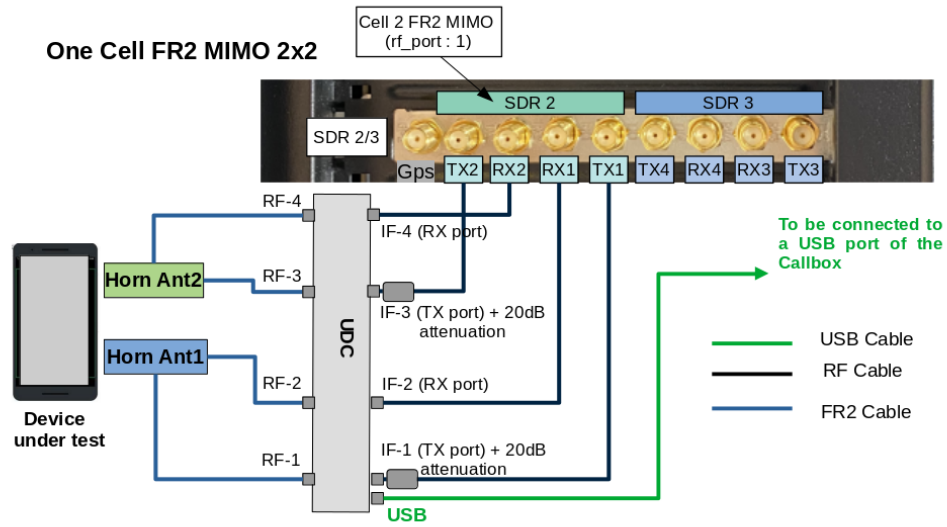 Cell 2 FR2 MIMO
(rf_port : 1)
One Cell FR2 MIMO 2x2
SDR 2
SDR 3
SDR 2/3
Gps
TX2
RX2
RX1
TX1
TX4
RX4
RX3
TX3
RF-4
IF-4 (RX port)
To be connected to
a USB port of the
Callbox
Horn Ant2
RF-3
IF-3 (TX port) + 20dB
attenuation
UDC
Horn Ant1
USB Cable
RF Cable
FR2 Cable
RF-2
IF-2 (RX port)
Device
under test
RF-1
IF-1 (TX port) + 20dB
attenuation
USB